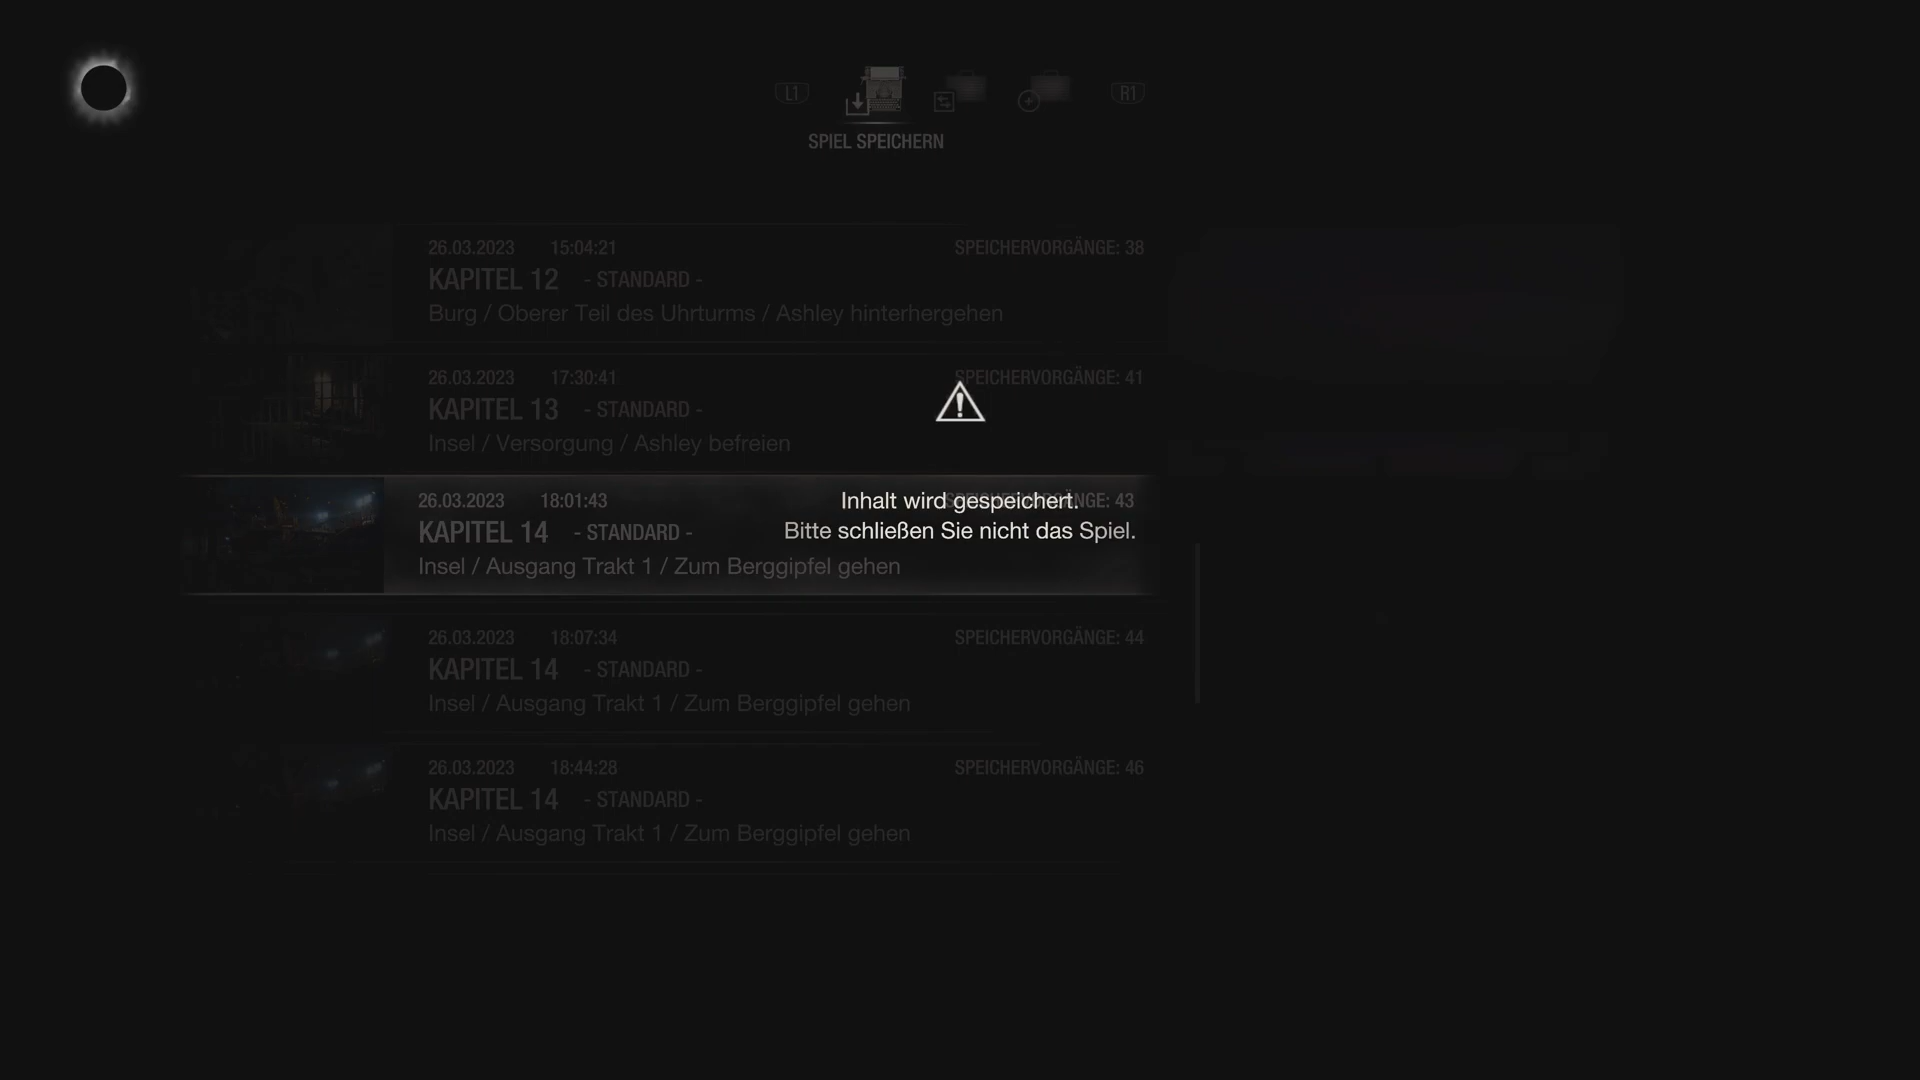 L1
R1
SPIEL SPEICHERN
26.03.2023 15:04:21 SPEICHERVORGÄNGE: 38
KAPITEL 12 - STANDARD -
Burg / Oberer Teil des Uhrturms / Ashley hinterhergehen
26.03.2023 17:30:41 SPEICHERVORGÄNGE: 41
KAPITEL 13 - STANDARD -
Insel / Versorgung / Ashley befreien
26.03.2023 18:01:43 SPEICHERVORGÄNGE: 43
Inhalt wird gespeichert.
KAPITEL 14 - STANDARD -
Bitte schließen Sie nicht das Spiel.
Insel / Ausgang Trakt 1 / Zum Berggipfel gehen
26.03.2023 18:07:34 SPEICHERVORGÄNGE: 44
KAPITEL 14 - STANDARD -
Insel / Ausgang Trakt 1 / Zum Berggipfel gehen
26.03.2023 18:44:28 SPEICHERVORGÄNGE: 46
KAPITEL 14 - STANDARD -
Insel / Ausgang Trakt 1 / Zum Berggipfel gehen